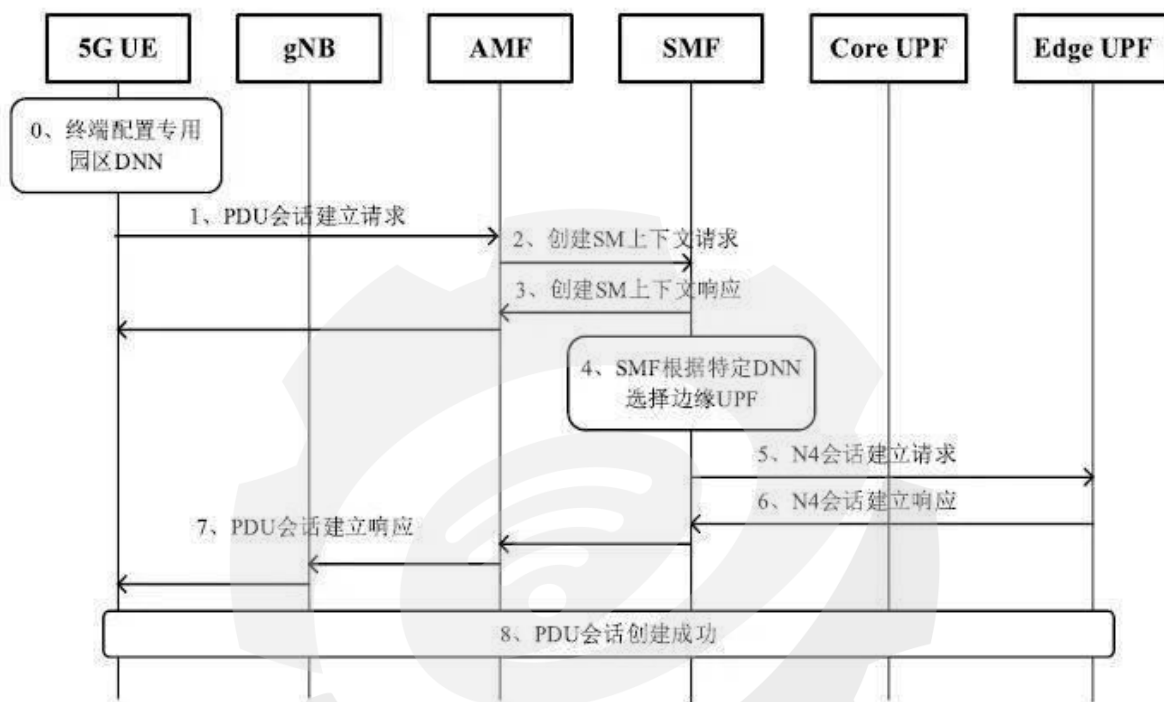 5G UE
gNB
AMF
SMF
Core UPF
Edge UPF
0、终端配置专用
园区DNN
1、PDU会话建立请求
2、创建SM上下文请求
3、创建SM上下文响应
4、SMF根据特定DNN
选择边缘UPF
5、N4会话建立请求
6、N4会话建立响应
7、PDU会话建立响应
8、PDU会话创建成功